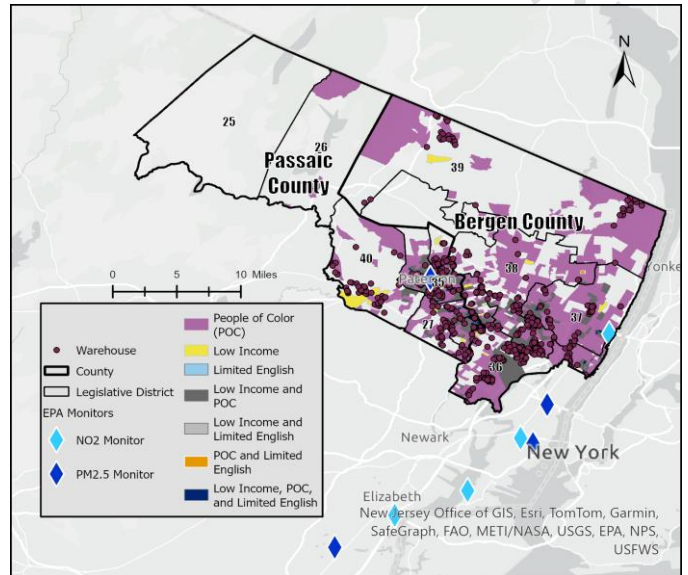 N
25
26
Passaic
County
39
Bergen County
40
Paterson
38
27
37
36
Yonke
0 5 10 Miles
Warehouse
County
Legislative District
EPA Monitors
NO2 Monitor
PM2.5 Monitor
People of Color
(POC)
Low Income
Limited English
Low Income and
POC
Low Income and
Limited English
POC and Limited
English
Low Income, POC,
and Limited English
Newark
New York
Elizabeth
New Jersey Office of GIS, Esri, TomTom, Garmin,
SafeGraph, FAO, METI/NASA, USGS, EPA, NPS,
USFWS